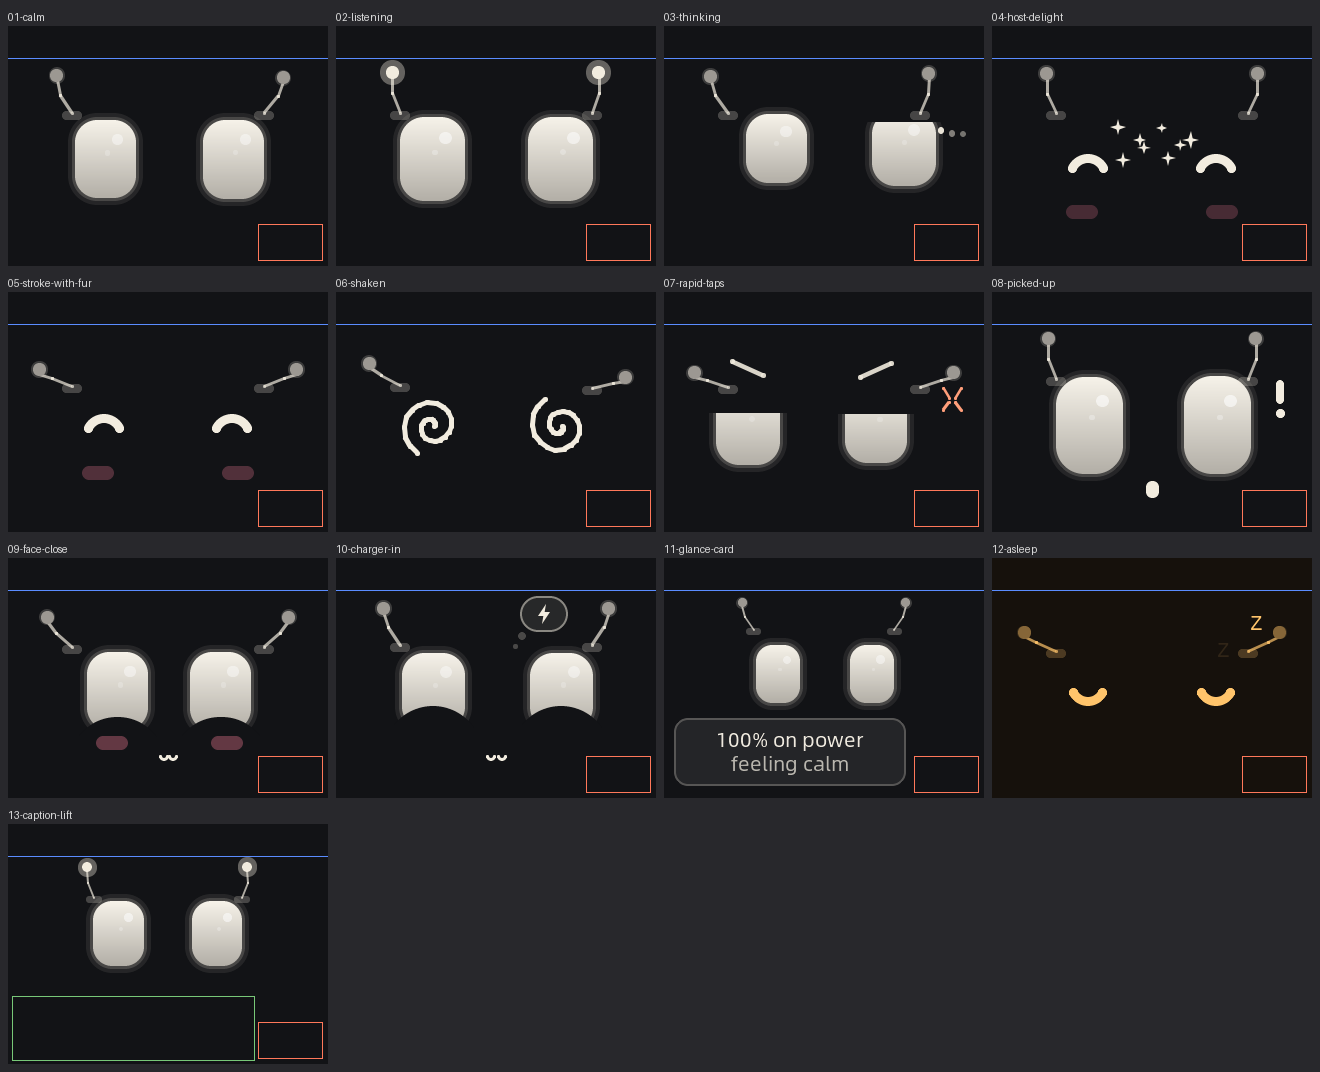 01-calm
02-listening
03-thinking
04-host-delight
05-stroke-with-fur
06-shaken
07-rapid-taps
08-picked-up
09-face-close
10-charger-in
11-glance-card
12-asleep
100% on power
feeling calm
Z
Z
13-caption-lift